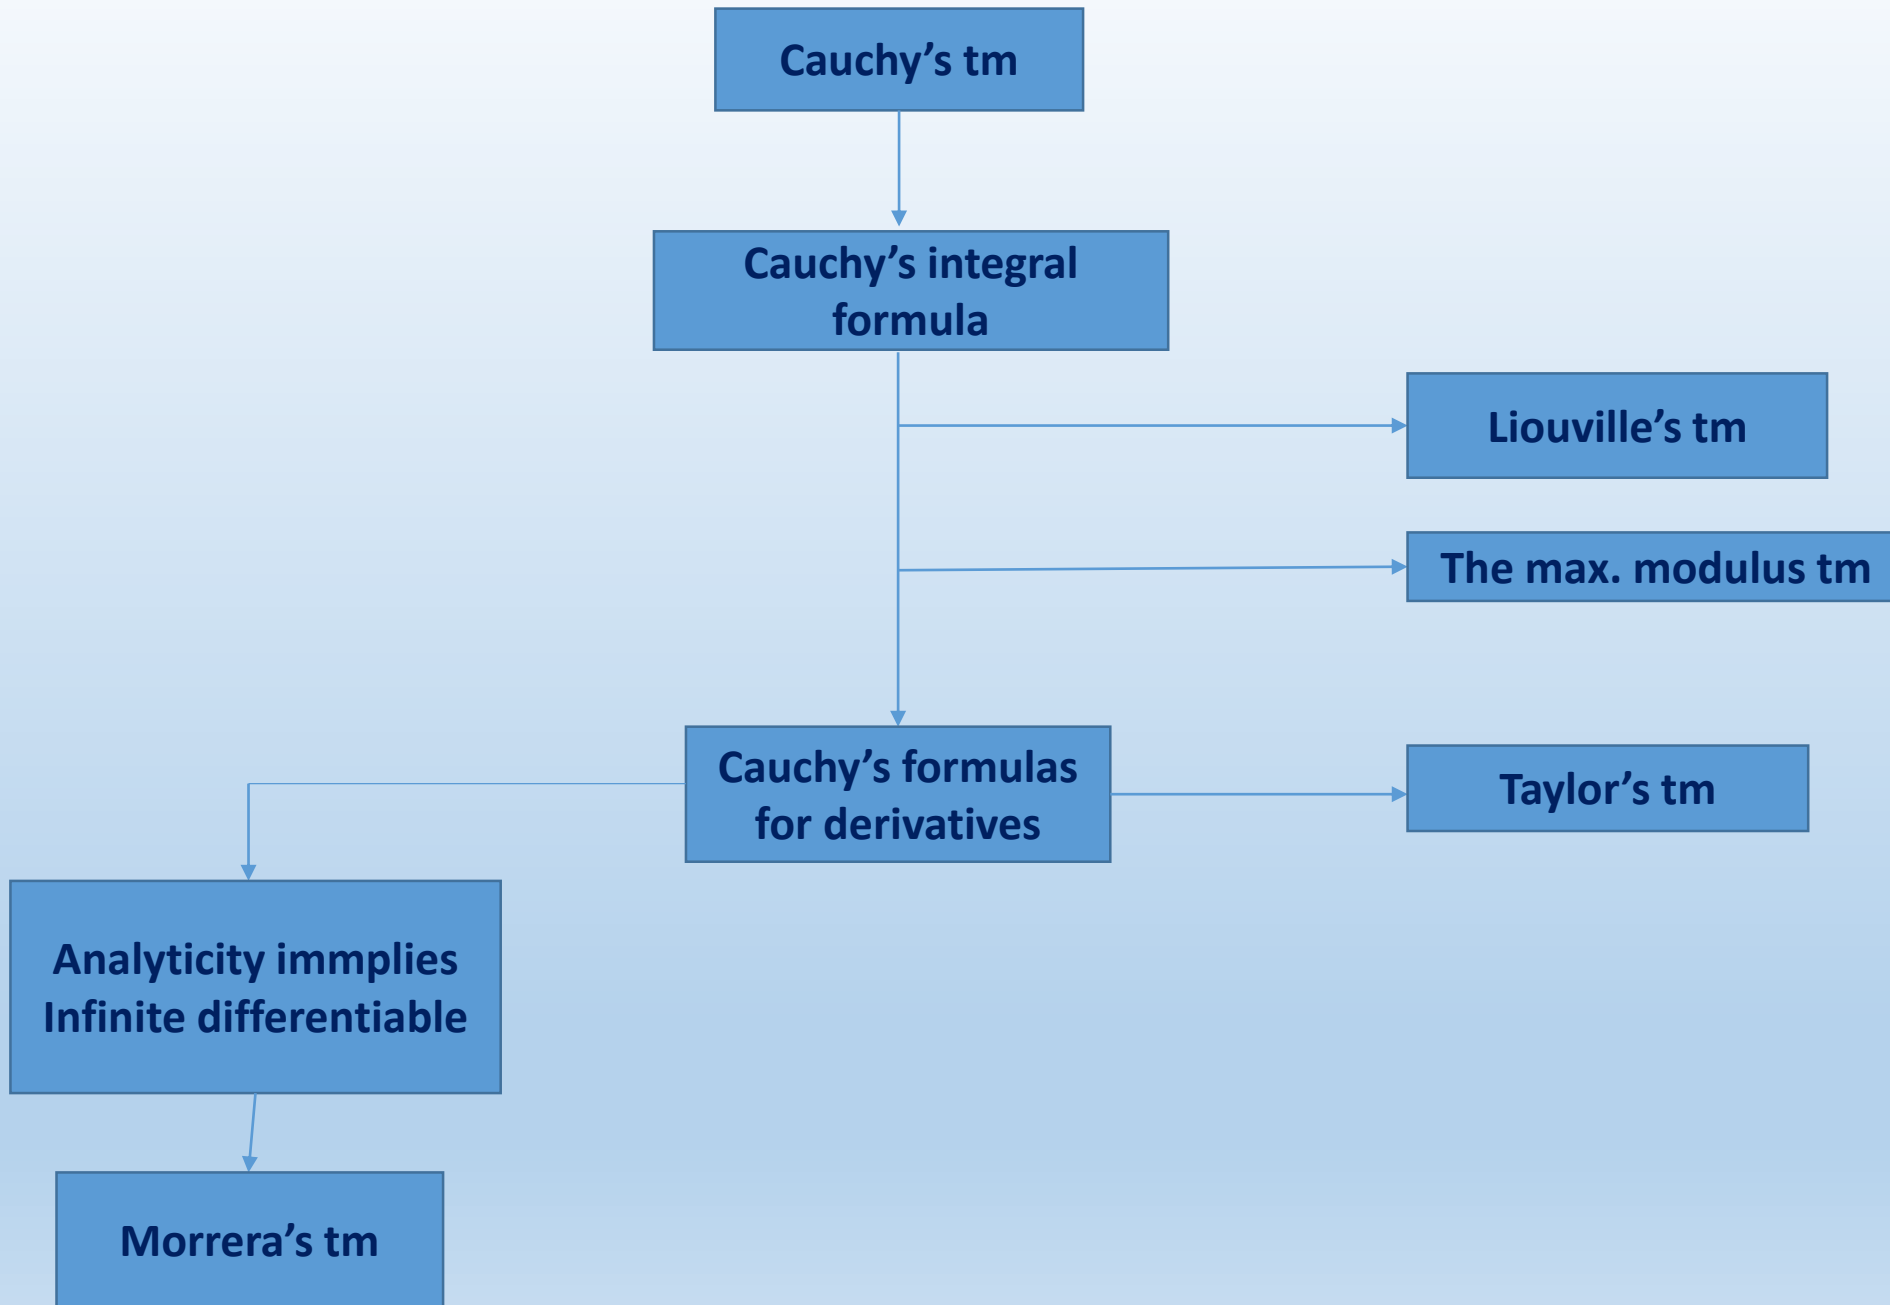 Cauchy’s tm
Cauchy’s integral
formula
Liouville’s tm
The max. modulus tm
Cauchy’s formulas
for derivatives
Taylor’s tm
Analyticity immplies
Infinite differentiable
Morrera’s tm